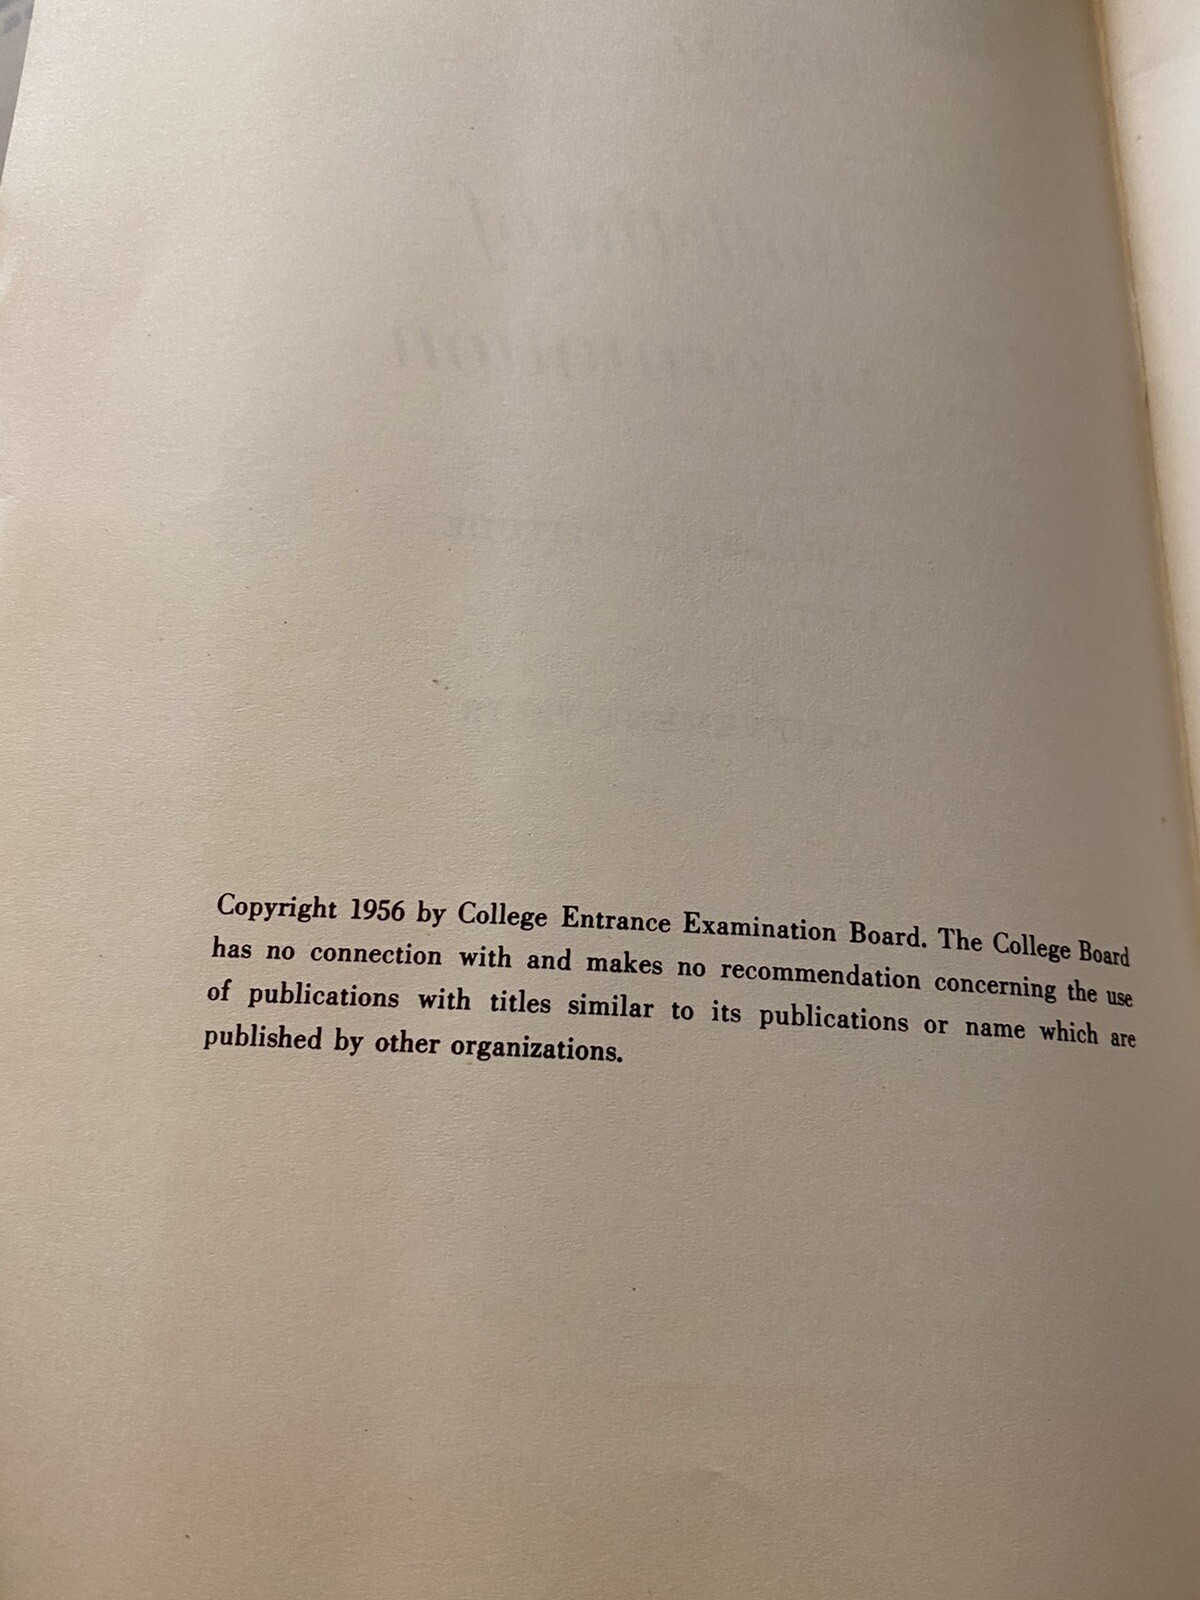 Copyright 1956 by College Entrance Examination Board. The College Board
has no connection with and makes no recommendation concerning the use
of publications with titles similar to its publications or name which are
published by other organizations.